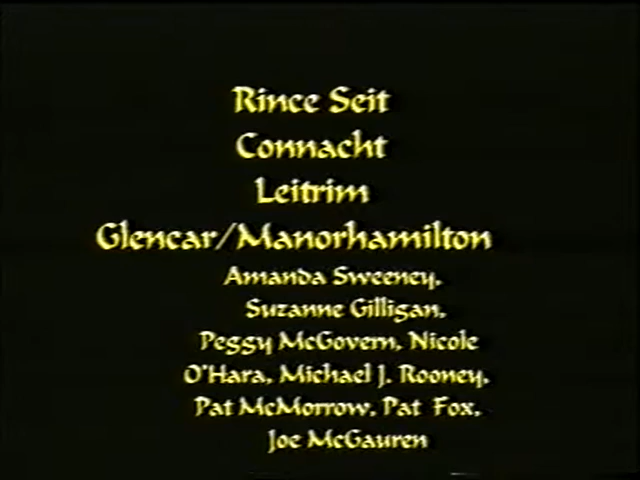 Rince Seit
Connacht
Leitrim
Glencar/Manorhamilton
Amanda Sweeney,
Suzanne Gilligan,
Peggy McGovern, Nicole
O'Hara, Michael J. Rooney,
Pat McMorrow, Pat Fox,
Joe McGauren